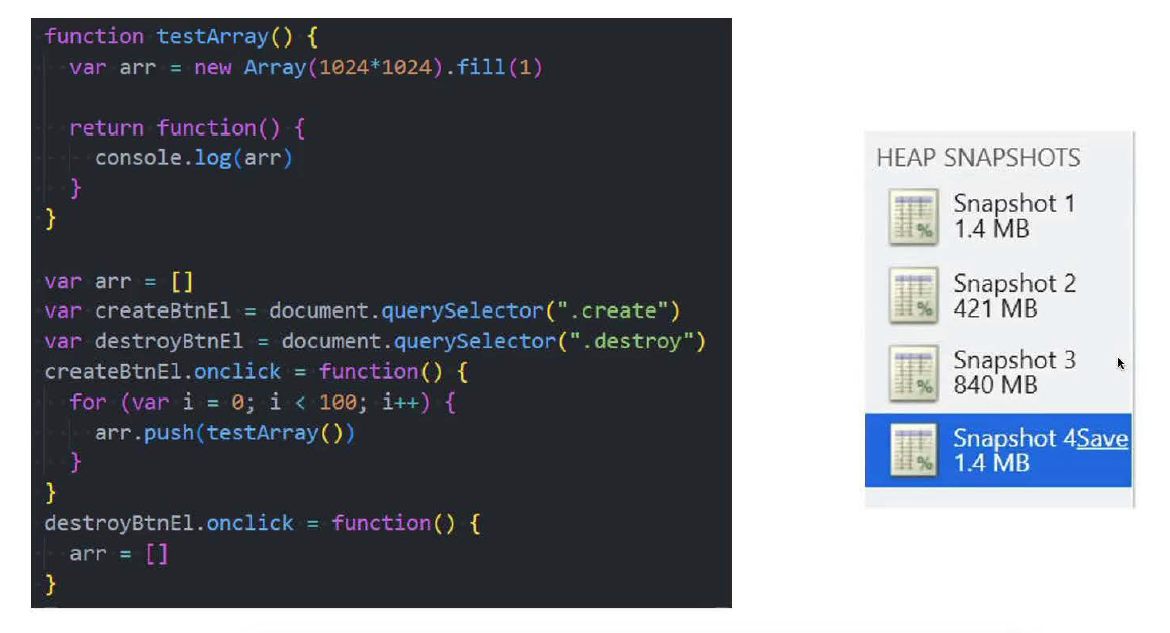 function testArray() {
  var arr = new Array(1024*1024).fill(1)
  return function() {
    console.log(arr)
  }
}
var arr = []
var createBtnEl = document.querySelector(".create")
var destroyBtnEl = document.querySelector(".destroy")
createBtnEl.onclick = function() {
  for (var i = 0; i < 100; i++) {
    arr.push(testArray())
  }
}
destroyBtnEl.onclick = function() {
  arr = []
}
HEAP SNAPSHOTS
Snapshot 1
1.4 MB
Snapshot 2
421 MB
Snapshot 3
840 MB
Snapshot 4Save
1.4 MB